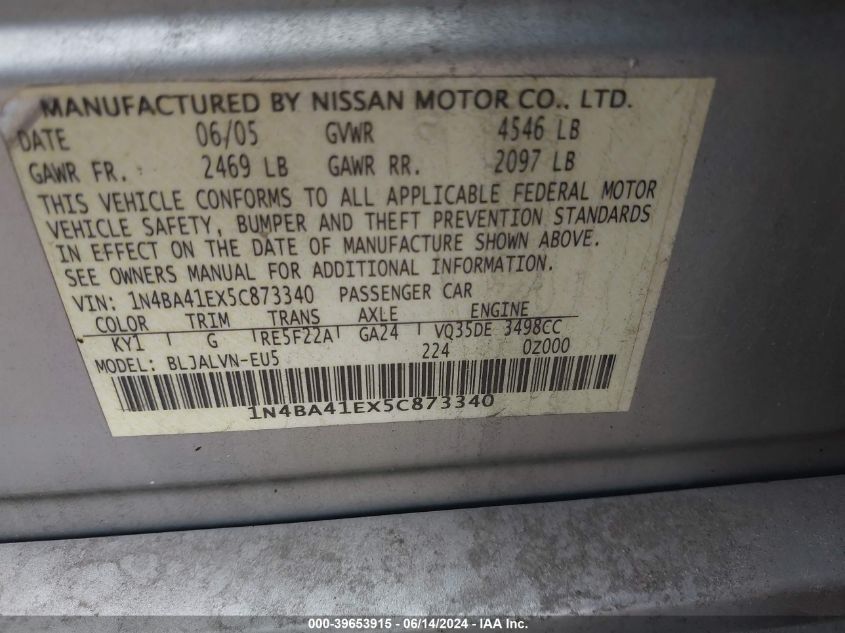 MANUFACTURED BY NISSAN MOTOR CO., LTD.
DATE 06/05 GVWR 4546 LB
GAWR FR. 2469 LB GAWR RR. 2097 LB
THIS VEHICLE CONFORMS TO ALL APPLICABLE FEDERAL MOTOR
VEHICLE SAFETY, BUMPER AND THEFT PREVENTION STANDARDS
IN EFFECT ON THE DATE OF MANUFACTURE SHOWN ABOVE.
SEE OWNERS MANUAL FOR ADDITIONAL INFORMATION.
VIN: 1N4BA41EX5C873340 PASSENGER CAR
COLOR TRIM TRANS AXLE ENGINE
KY1 G RE5F22A GA24 VQ35DE 3498CC
MODEL: BLJALVN-EU5 224 0Z000
1N4BA41EX5C873340
000-39653915 - 06/14/2024 - IAA Inc.